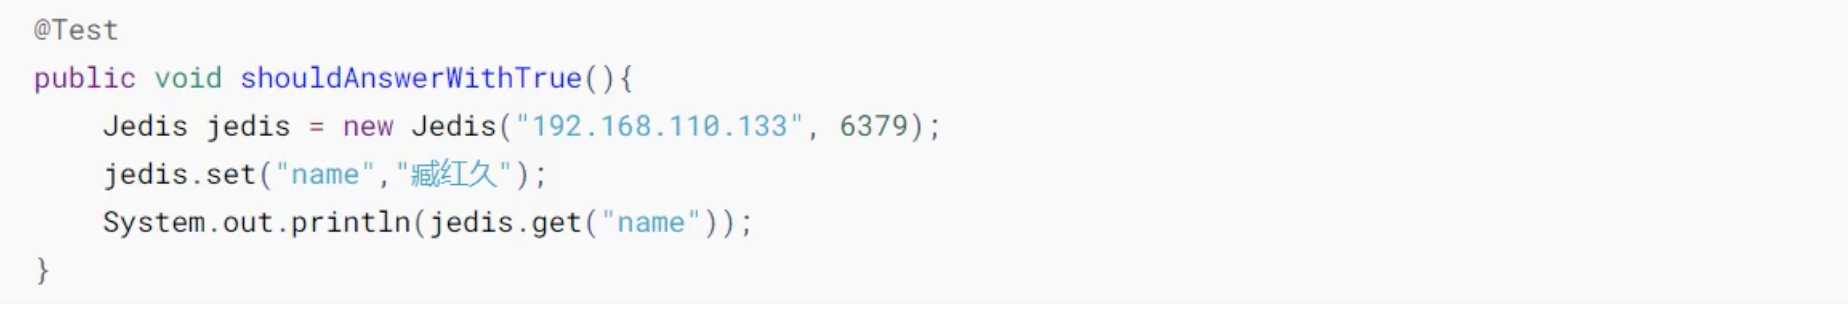 @Test
public void shouldAnswerWithTrue(){
    Jedis jedis = new Jedis("192.168.110.133", 6379);
    jedis.set("name","臧红久");
    System.out.println(jedis.get("name"));
}